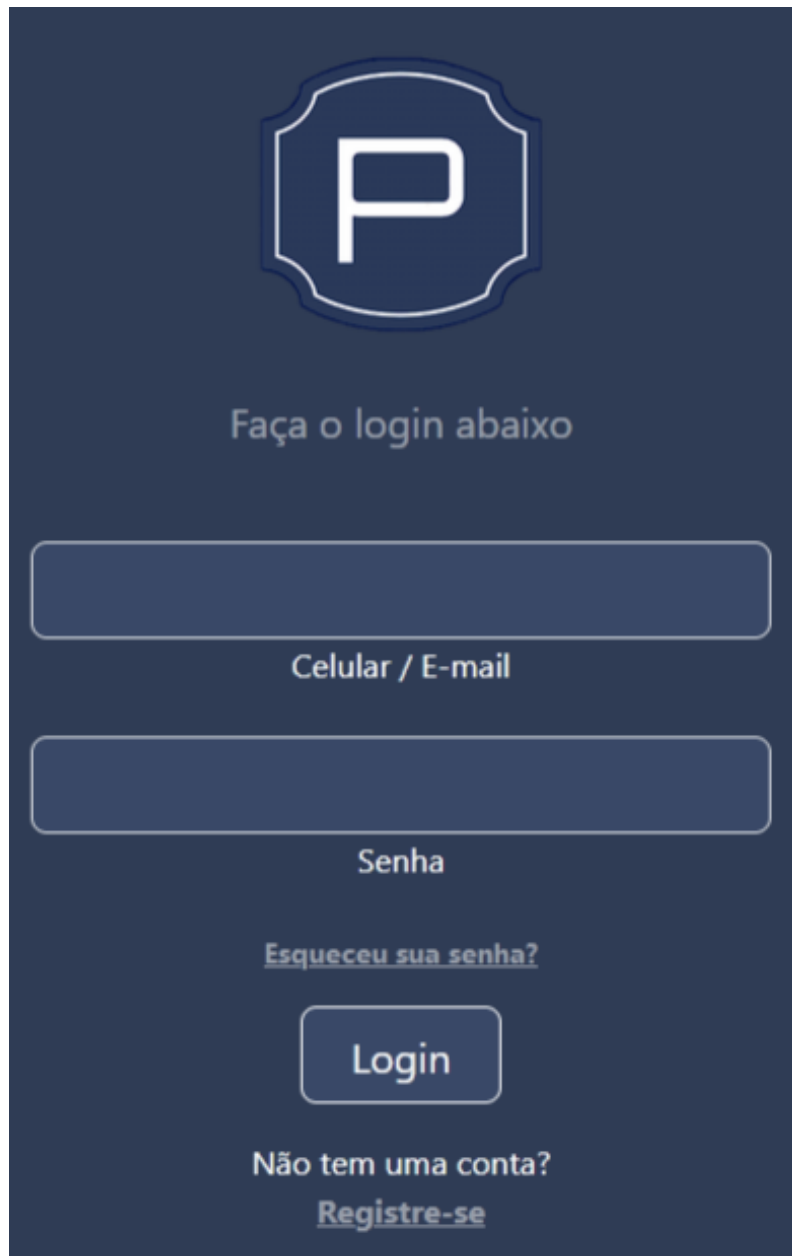 P
Faça o login abaixo
Celular / E-mail
Senha
Esqueceu sua senha?
Login
Não tem uma conta?
Registre-se